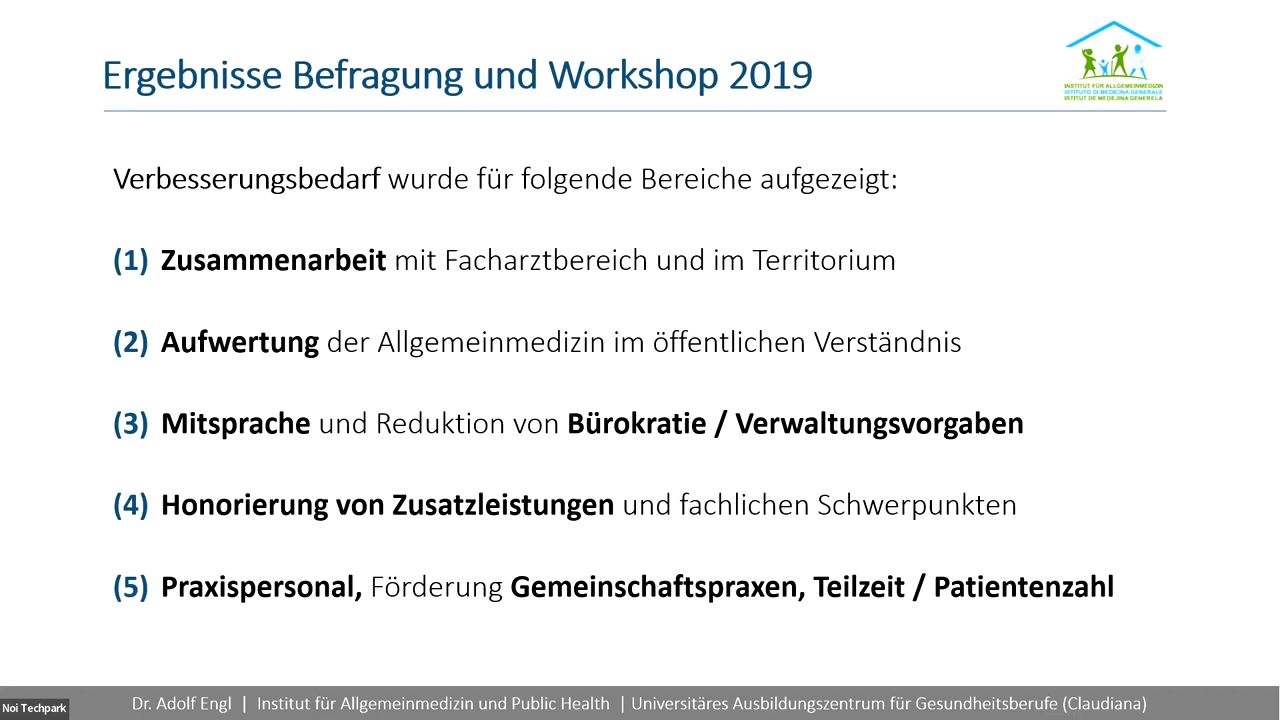 Ergebnisse Befragung und Workshop 2019
INSTITUT FÜR ALLGEMEINMEDIZIN
ISTITUTO DI MEDICINA GENERALE
ISTITUT DE MEDEJINA GENERELA
Verbesserungsbedarf wurde für folgende Bereiche aufgezeigt:
(1) Zusammenarbeit mit Facharztbereich und im Territorium
(2) Aufwertung der Allgemeinmedizin im öffentlichen Verständnis
(3) Mitsprache und Reduktion von Bürokratie / Verwaltungsvorgaben
(4) Honorierung von Zusatzleistungen und fachlichen Schwerpunkten
(5) Praxispersonal, Förderung Gemeinschaftspraxen, Teilzeit / Patientenzahl
Noi Techpark
Dr. Adolf Engl | Institut für Allgemeinmedizin und Public Health | Universitäres Ausbildungszentrum für Gesundheitsberufe (Claudiana)